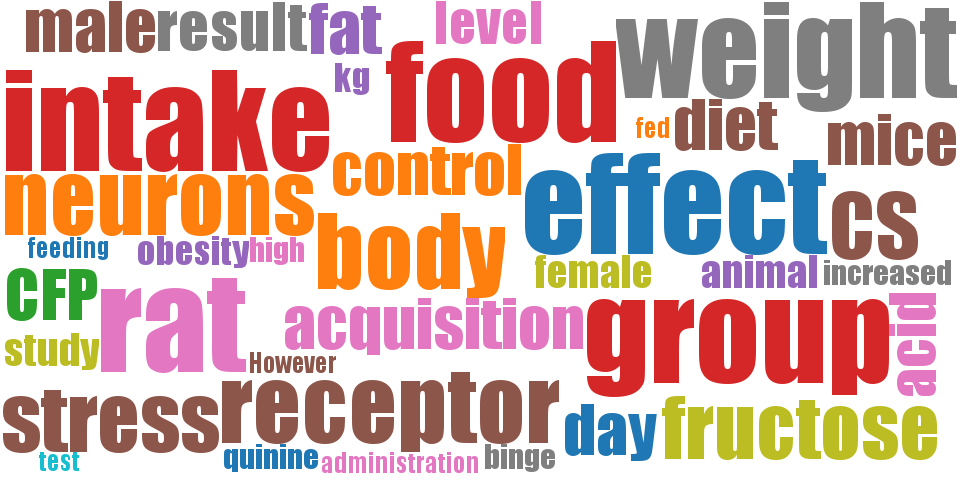 male
result
fat
level
weight
kg
food
intake
fed
diet
mice
control
neurons
effect
cs
body
feeding
obesity
high
female
animal
increased
CFP
rat
acquisition
group
acid
study
However
stress
receptor
day
fructose
test
quinine
administration
binge